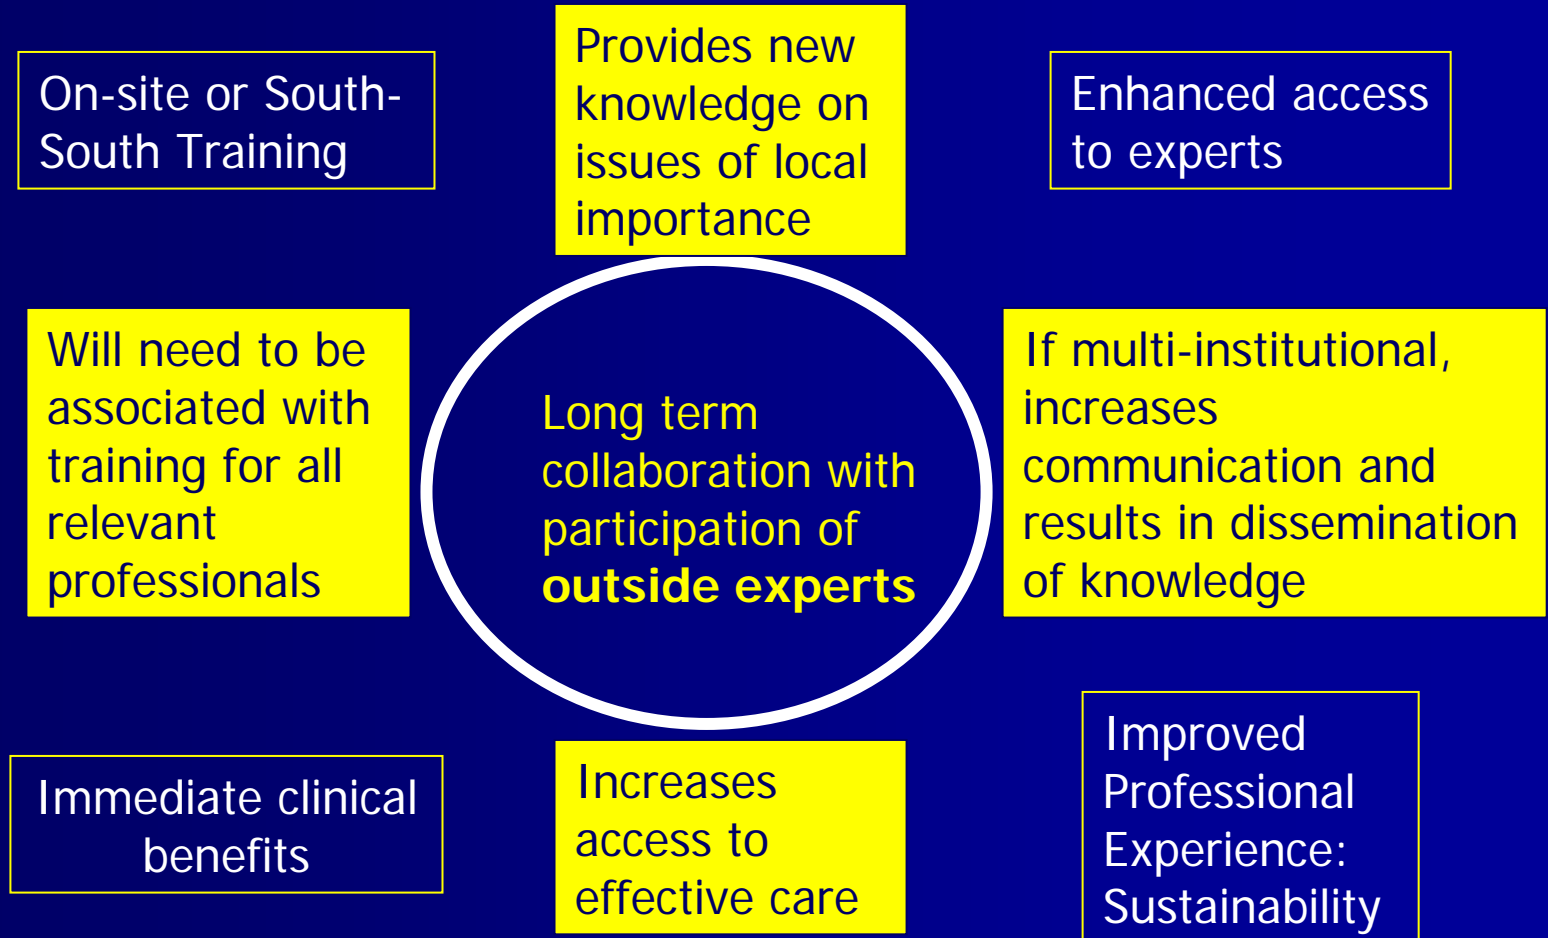 On-site or South-
South Training
Provides new
knowledge on
issues of local
importance
Enhanced access
to experts
Will need to be
associated with
training for all
relevant
professionals
Long term
collaboration with
participation of
outside experts
If multi-institutional,
increases
communication and
results in dissemination
of knowledge
Immediate clinical
benefits
Increases
access to
effective care
Improved
Professional
Experience:
Sustainability